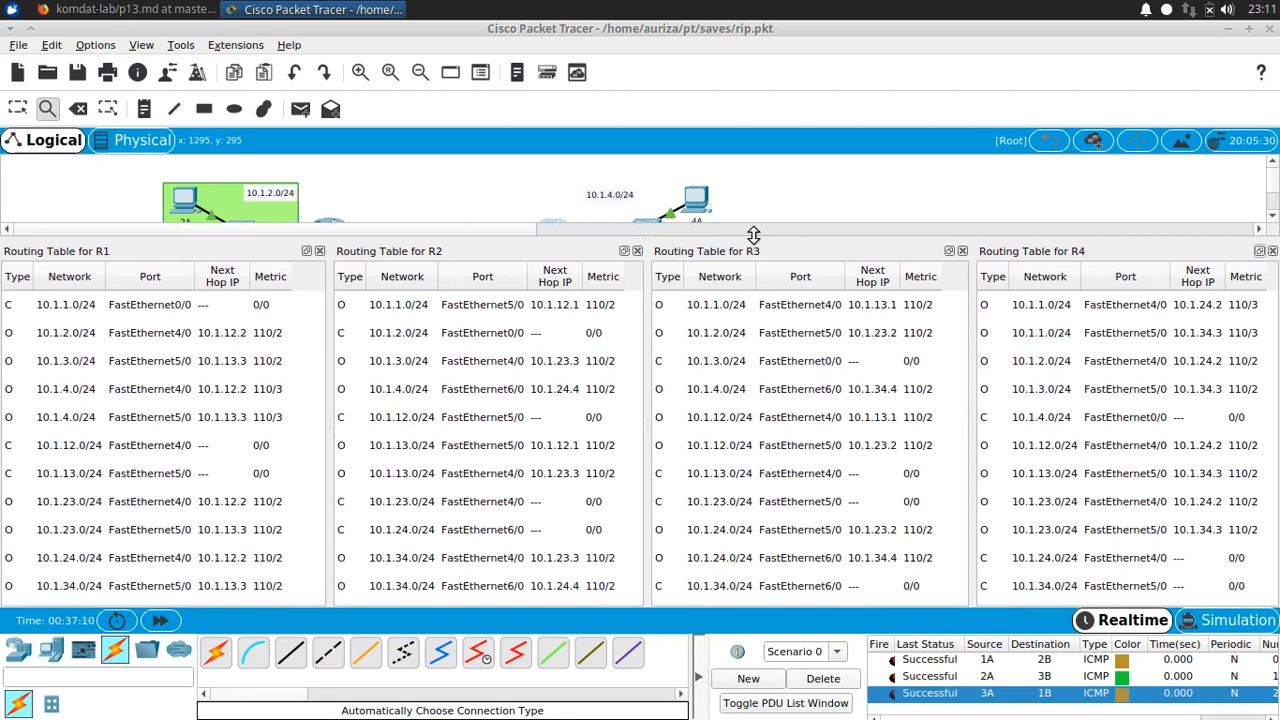 komdat-lab/p13.md at maste... Cisco Packet Tracer - /home/... 23:11
Cisco Packet Tracer - /home/auriza/pt/saves/rip.pkt
File Edit Options View Tools Extensions Help
Logical Physical x: 1295, y: 295 [Root] 20:05:30
10.1.2.0/24 10.1.4.0/24
Routing Table for R1 Routing Table for R2 Routing Table for R3 Routing Table for R4
Type Network Port Next Hop IP Metric Type Network Port Next Hop IP Metric Type Network Port Next Hop IP Metric Type Network Port Next Hop IP Metric
C 10.1.1.0/24 FastEthernet0/0 --- 0/0 O 10.1.1.0/24 FastEthernet5/0 10.1.12.1 110/2 O 10.1.1.0/24 FastEthernet4/0 10.1.13.1 110/2 O 10.1.1.0/24 FastEthernet4/0 10.1.24.2 110/3
O 10.1.2.0/24 FastEthernet4/0 10.1.12.2 110/2 C 10.1.2.0/24 FastEthernet0/0 --- 0/0 O 10.1.2.0/24 FastEthernet5/0 10.1.23.2 110/2 O 10.1.1.0/24 FastEthernet5/0 10.1.34.3 110/3
O 10.1.3.0/24 FastEthernet5/0 10.1.13.3 110/2 O 10.1.3.0/24 FastEthernet4/0 10.1.23.3 110/2 C 10.1.3.0/24 FastEthernet0/0 --- 0/0 O 10.1.2.0/24 FastEthernet4/0 10.1.24.2 110/2
O 10.1.4.0/24 FastEthernet4/0 10.1.12.2 110/3 O 10.1.4.0/24 FastEthernet6/0 10.1.24.4 110/2 O 10.1.4.0/24 FastEthernet6/0 10.1.34.4 110/2 O 10.1.3.0/24 FastEthernet5/0 10.1.34.3 110/2
O 10.1.4.0/24 FastEthernet5/0 10.1.13.3 110/3 C 10.1.12.0/24 FastEthernet5/0 --- 0/0 O 10.1.12.0/24 FastEthernet4/0 10.1.13.1 110/2 C 10.1.4.0/24 FastEthernet0/0 --- 0/0
C 10.1.12.0/24 FastEthernet4/0 --- 0/0 O 10.1.13.0/24 FastEthernet5/0 10.1.12.1 110/2 O 10.1.12.0/24 FastEthernet5/0 10.1.23.2 110/2 O 10.1.12.0/24 FastEthernet4/0 10.1.24.2 110/2
C 10.1.13.0/24 FastEthernet5/0 --- 0/0 O 10.1.13.0/24 FastEthernet4/0 10.1.23.3 110/2 C 10.1.13.0/24 FastEthernet4/0 --- 0/0 O 10.1.13.0/24 FastEthernet5/0 10.1.34.3 110/2
O 10.1.23.0/24 FastEthernet4/0 10.1.12.2 110/2 C 10.1.23.0/24 FastEthernet4/0 --- 0/0 C 10.1.23.0/24 FastEthernet5/0 --- 0/0 O 10.1.23.0/24 FastEthernet4/0 10.1.24.2 110/2
O 10.1.23.0/24 FastEthernet5/0 10.1.13.3 110/2 C 10.1.24.0/24 FastEthernet6/0 --- 0/0 O 10.1.24.0/24 FastEthernet5/0 10.1.23.2 110/2 O 10.1.23.0/24 FastEthernet5/0 10.1.34.3 110/2
O 10.1.24.0/24 FastEthernet4/0 10.1.12.2 110/2 O 10.1.34.0/24 FastEthernet4/0 10.1.23.3 110/2 O 10.1.24.0/24 FastEthernet6/0 10.1.34.4 110/2 C 10.1.24.0/24 FastEthernet4/0 --- 0/0
O 10.1.34.0/24 FastEthernet5/0 10.1.13.3 110/2 O 10.1.34.0/24 FastEthernet6/0 10.1.24.4 110/2 C 10.1.34.0/24 FastEthernet6/0 --- 0/0 C 10.1.34.0/24 FastEthernet5/0 --- 0/0
Time: 00:37:10 Realtime Simulation
Scenario 0 Fire Last Status Source Destination Type Color Time(sec) Periodic Nu
Successful 1A 2B ICMP 0.000 N
New Delete Successful 2A 3B ICMP 0.000 N 1
Successful 3A 1B ICMP 0.000 N 2
Automatically Choose Connection Type Toggle PDU List Window